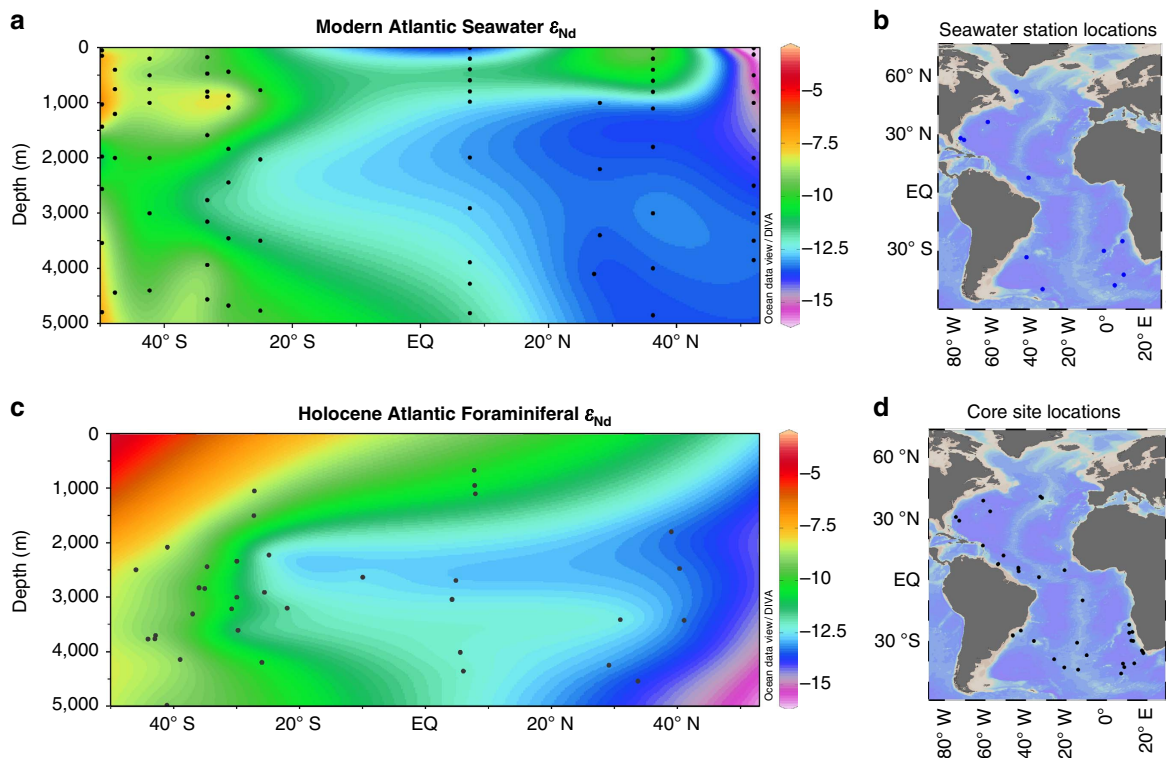 a
Modern Atlantic Seawater εNd
0
1,000
2,000
3,000
4,000
5,000
Depth (m)
40° S
20° S
EQ
20° N
40° N
Ocean data view / DIVA
−5
−7.5
−10
−12.5
−15
b
Seawater station locations
60° N
30° N
EQ
30° S
80° W
60° W
40° W
20° W
0°
20° E
c
Holocene Atlantic Foraminiferal εNd
0
1,000
2,000
3,000
4,000
5,000
Depth (m)
40° S
20° S
EQ
20° N
40° N
Ocean data view / DIVA
−5
−7.5
−10
−12.5
−15
d
Core site locations
60 °N
30 °N
EQ
30 °S
80° W
60° W
40° W
20° W
0°
20° E